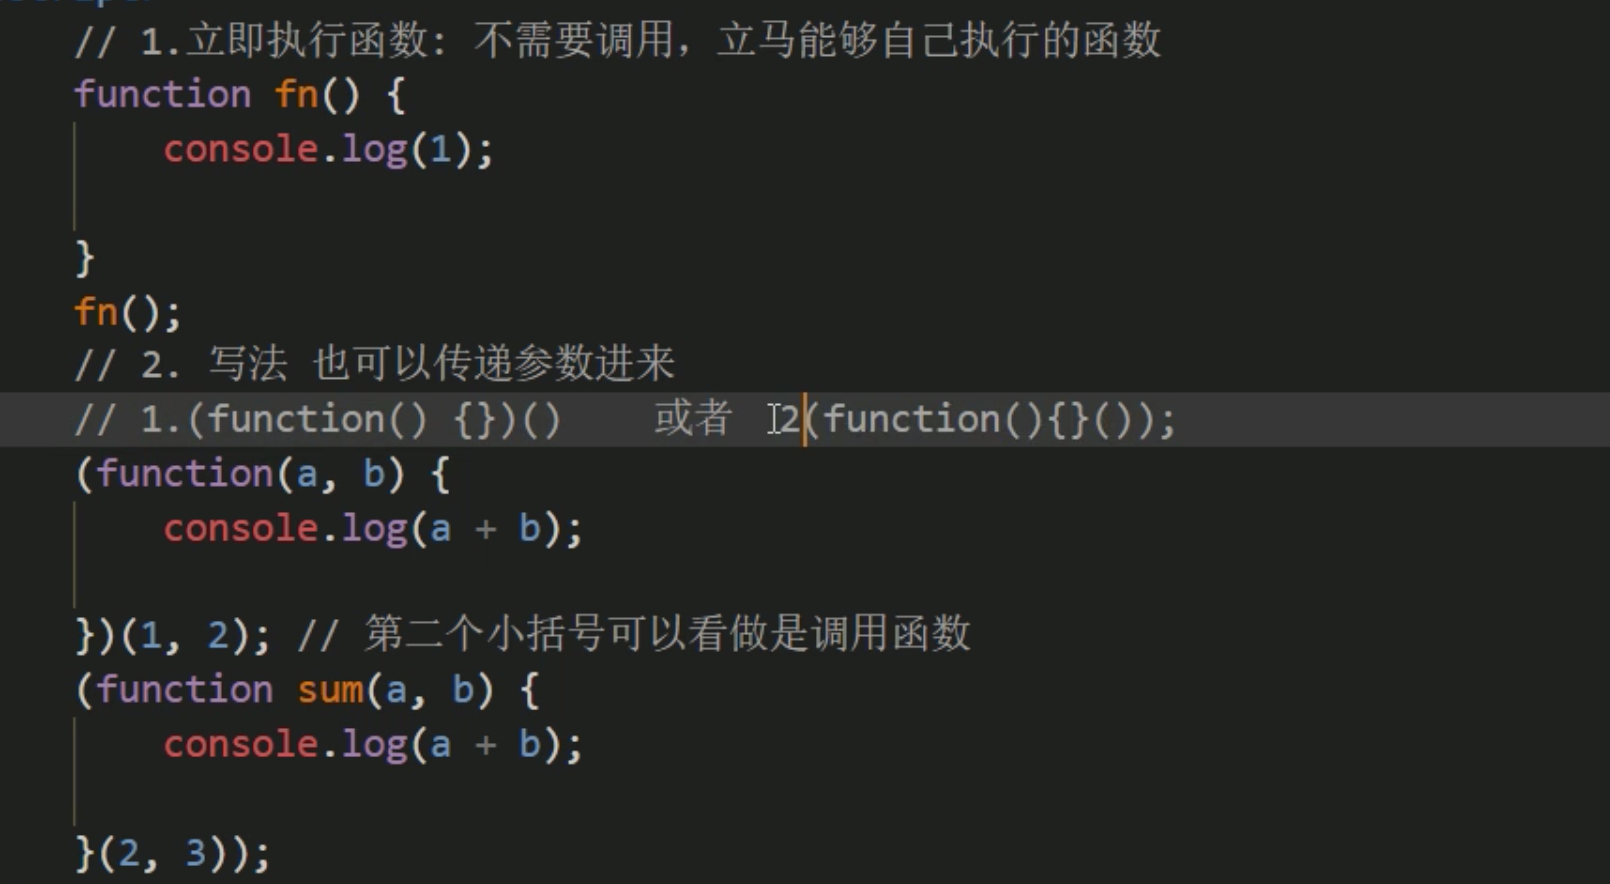 // 1.立即执行函数: 不需要调用，立马能够自己执行的函数
function fn() {
    console.log(1);
}
fn();
// 2. 写法 也可以传递参数进来
// 1.(function() {})()    或者  2(function(){}());
(function(a, b) {
    console.log(a + b);
})(1, 2); // 第二个小括号可以看做是调用函数
(function sum(a, b) {
    console.log(a + b);
}(2, 3));